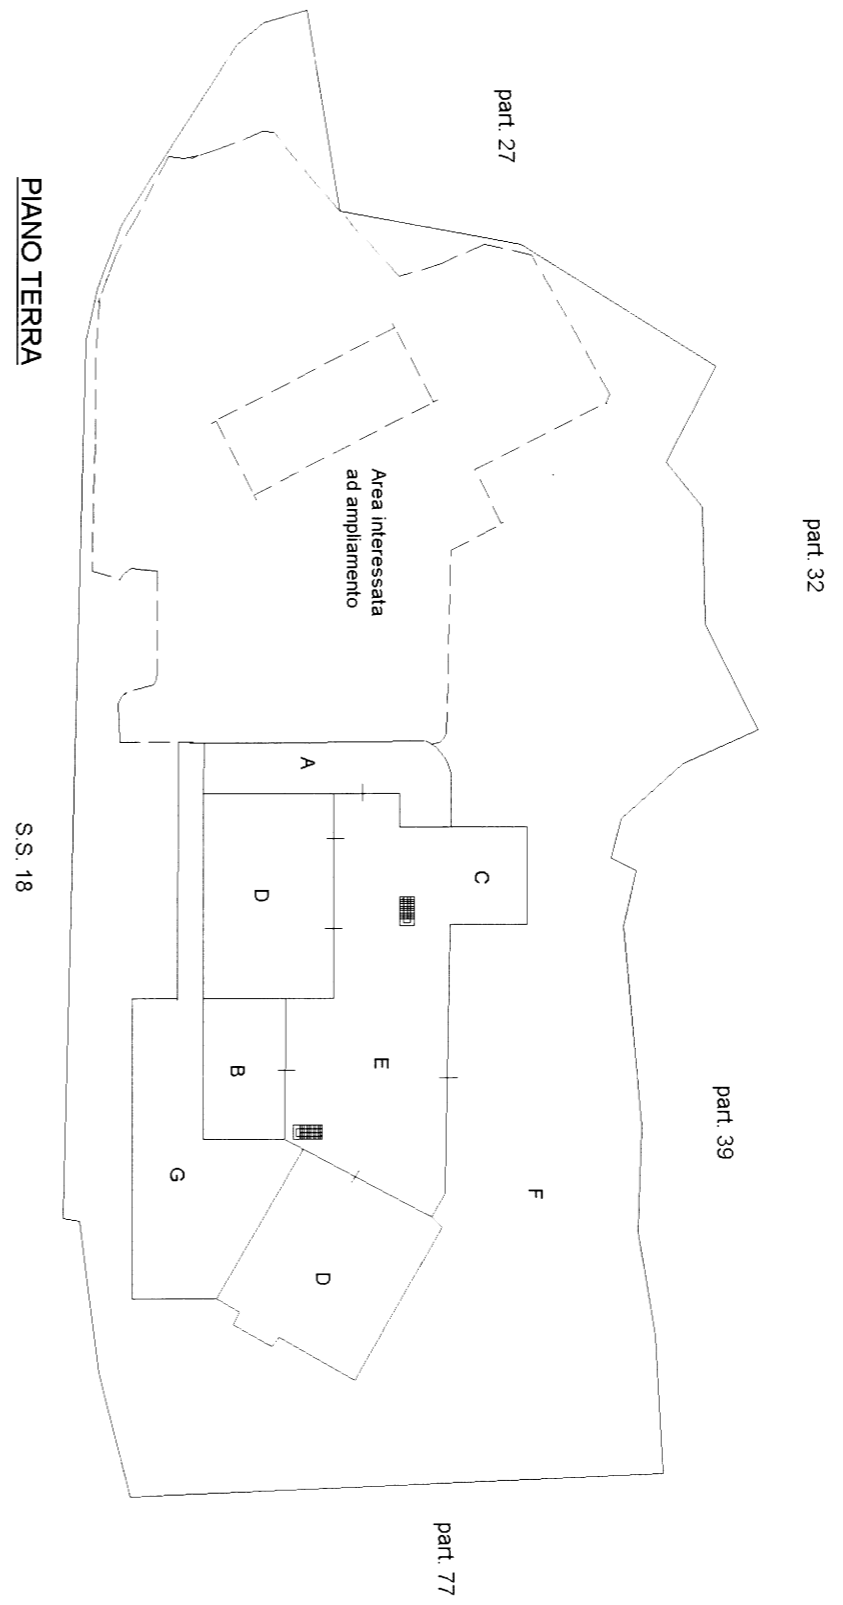 part. 27
part. 32
part. 39
part. 77
Area interessata
ad ampliamento
A
C
D
E
B
F
G
D
S.S. 18
PIANO TERRA